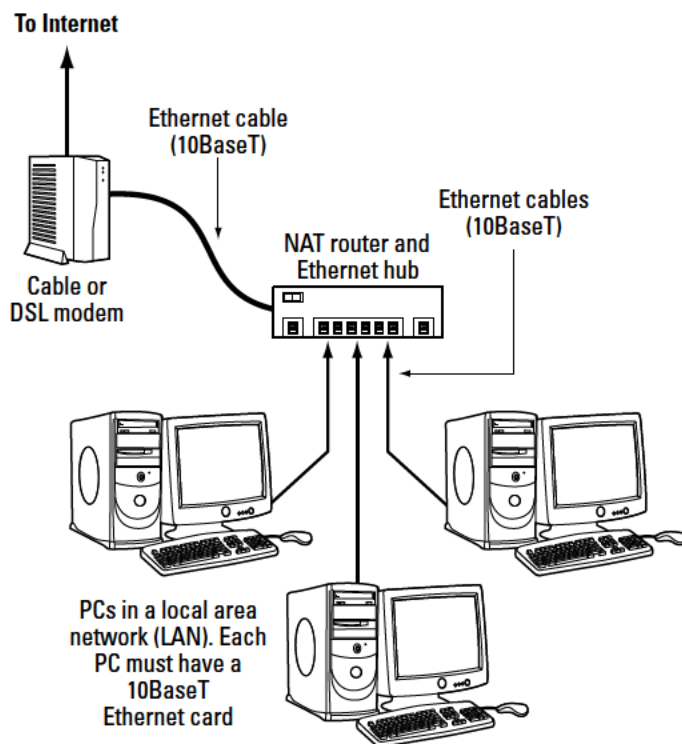 To Internet
Ethernet cable
(10BaseT)
Ethernet cables
(10BaseT)
NAT router and
Ethernet hub
Cable or
DSL modem
PCs in a local area
network (LAN). Each
PC must have a
10BaseT
Ethernet card